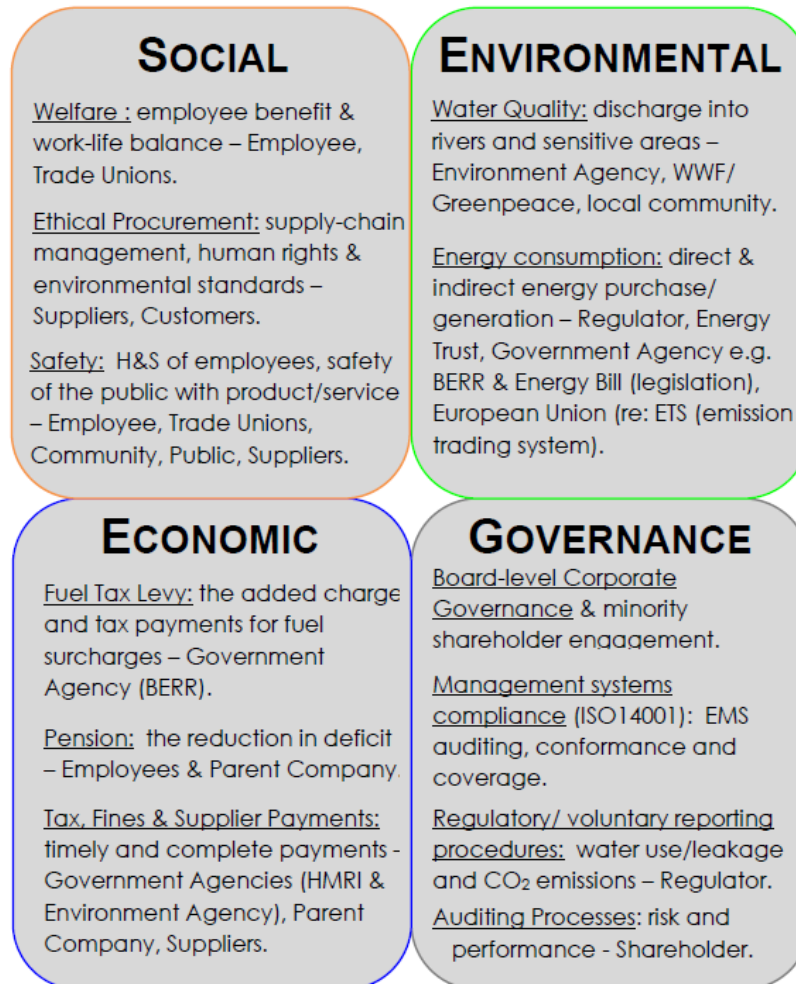 SOCIAL
Welfare : employee benefit &
work-life balance – Employee,
Trade Unions.
Ethical Procurement: supply-chain
management, human rights &
environmental standards –
Suppliers, Customers.
Safety: H&S of employees, safety
of the public with product/service
– Employee, Trade Unions,
Community, Public, Suppliers.
ENVIRONMENTAL
Water Quality: discharge into
rivers and sensitive areas –
Environment Agency, WWF/
Greenpeace, local community.
Energy consumption: direct &
indirect energy purchase/
generation – Regulator, Energy
Trust, Government Agency e.g.
BERR & Energy Bill (legislation),
European Union (re: ETS (emission
trading system).
ECONOMIC
Fuel Tax Levy: the added charge
and tax payments for fuel
surcharges – Government
Agency (BERR).
Pension: the reduction in deficit
– Employees & Parent Company.
Tax, Fines & Supplier Payments:
timely and complete payments -
Government Agencies (HMRI &
Environment Agency), Parent
Company, Suppliers.
GOVERNANCE
Board-level Corporate
Governance & minority
shareholder engagement.
Management systems
compliance (ISO14001): EMS
auditing, conformance and
coverage.
Regulatory/ voluntary reporting
procedures: water use/leakage
and CO₂ emissions – Regulator.
Auditing Processes: risk and
performance - Shareholder.